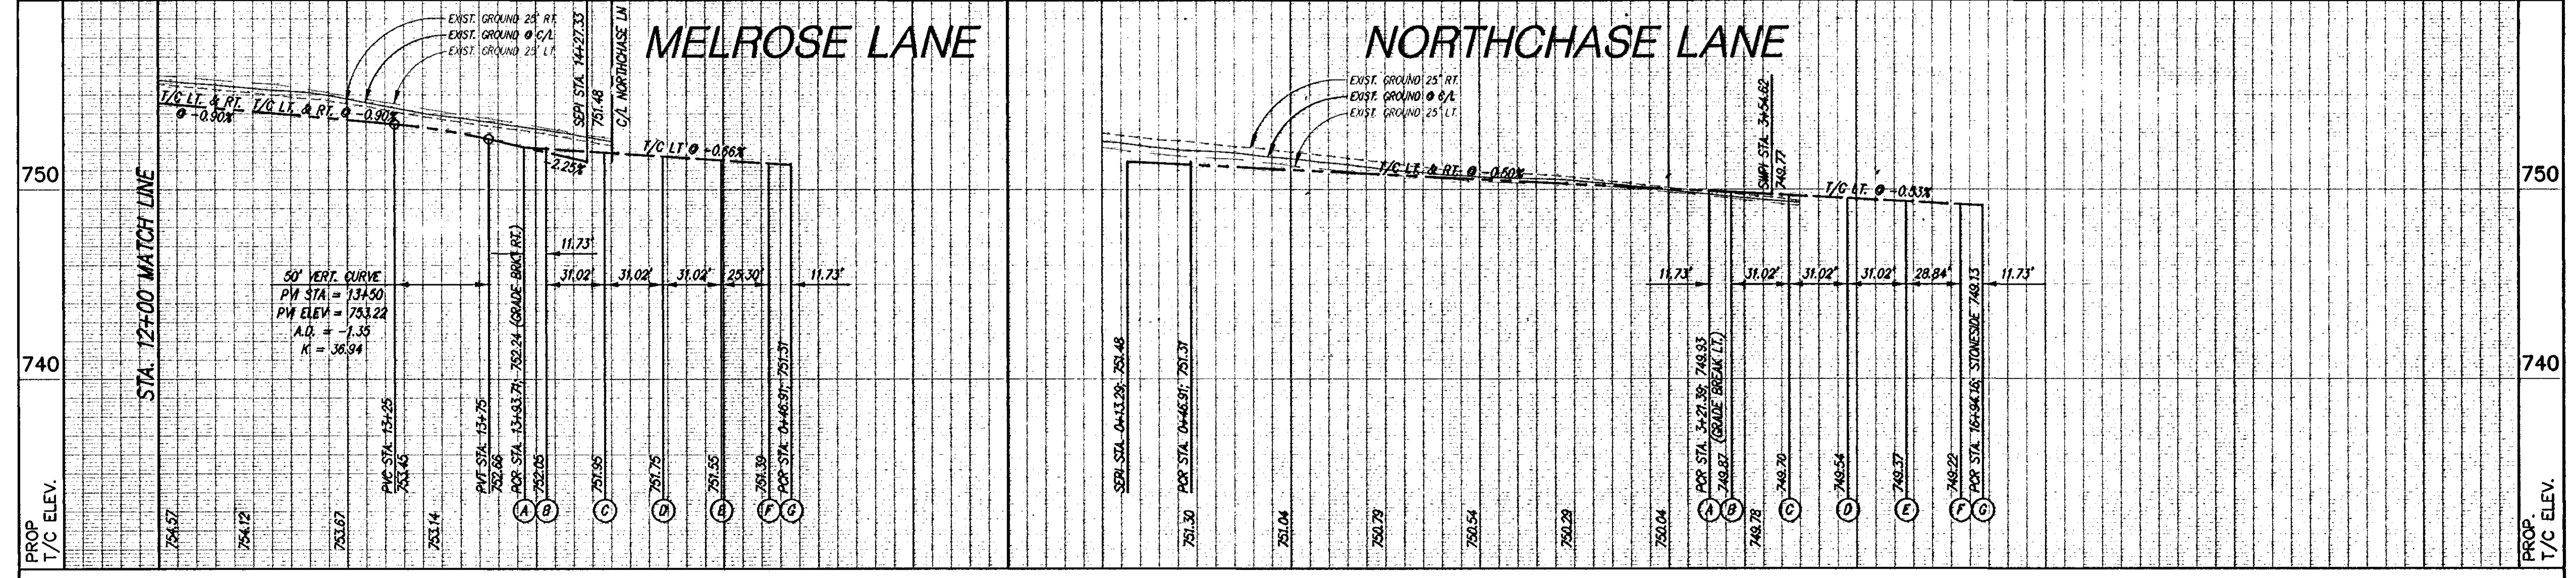 MELROSE LANE
EXIST. GROUND 25' RT.
EXIST. GROUND @ C/L
EXIST. GROUND 25' LT.
SEPI STA. 14+27.33
751.48
C/L NORTHCHASE LN
T/C LT. & RT.
@ -0.90%
T/C LT. & RT. @ -0.90%
T/C LT @ -0.66%
-2.25%
750
STA. 12+00 MATCH LINE
50' VERT. CURVE
PVI STA = 13+50
PVI ELEV = 753.22
A.D. = -1.35
K = 36.94
11.73'
31.02'
31.02'
31.02'
25.30'
11.73'
740
PVC STA. 13+25
753.45
PVT STA. 13+75
752.66
PCR STA. 13+93.71; 752.24 (GRADE BRK RT.)
752.05
751.95
751.75
751.55
751.39
PCR STA. 0+46.91; 751.31
A
B
C
D
E
F
G
PROP
T/C ELEV.
754.57
754.12
753.67
753.14
NORTHCHASE LANE
EXIST. GROUND 25' RT.
EXIST. GROUND @ C/L
EXIST. GROUND 25' LT.
SWPI STA. 3+54.62
749.77
T/C LT. & RT. @ -0.50%
T/C LT. @ -0.53%
750
11.73'
31.02'
31.02'
31.02'
28.84'
11.73'
740
SEPI STA. 0+13.29; 751.48
PCR STA. 0+46.91; 751.31
PCR STA. 3+21.39; 749.93
749.87 (GRADE BREAK LT.)
749.70
749.54
749.37
749.22
PCR STA. 16+94.16; STONESIDE 749.13
A
B
C
D
E
F
G
751.30
751.04
750.79
750.54
750.29
750.04
749.78
PROP.
T/C ELEV.